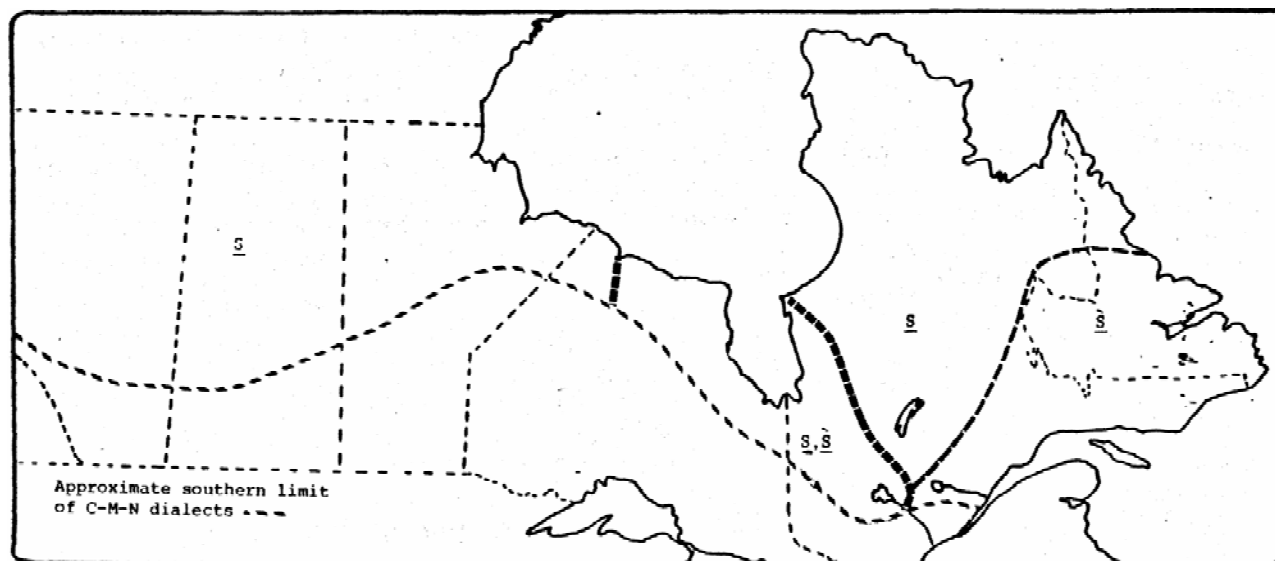 s
s
š
s,š
Approximate southern limit
of C-M-N dialects ---